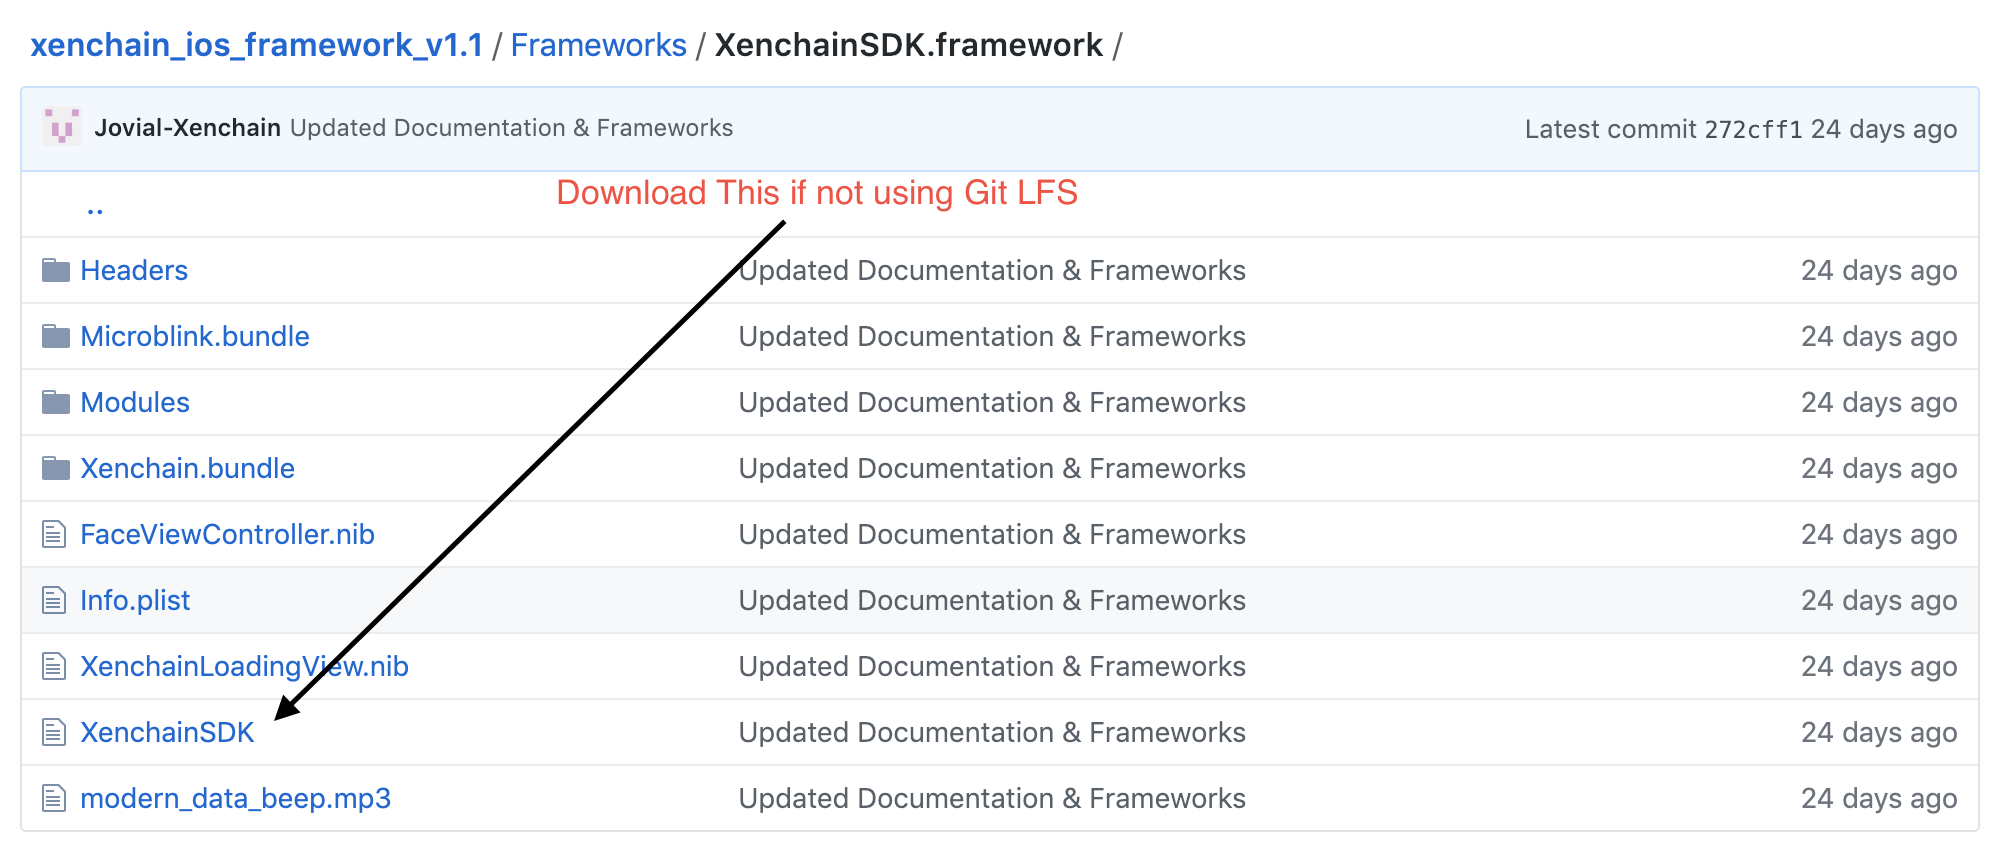 xenchain_ios_framework_v1.1 / Frameworks / XenchainSDK.framework /
Jovial-Xenchain Updated Documentation & Frameworks Latest commit 272cff1 24 days ago
Download This if not using Git LFS
..
Headers Updated Documentation & Frameworks 24 days ago
Microblink.bundle Updated Documentation & Frameworks 24 days ago
Modules Updated Documentation & Frameworks 24 days ago
Xenchain.bundle Updated Documentation & Frameworks 24 days ago
FaceViewController.nib Updated Documentation & Frameworks 24 days ago
Info.plist Updated Documentation & Frameworks 24 days ago
XenchainLoadingView.nib Updated Documentation & Frameworks 24 days ago
XenchainSDK Updated Documentation & Frameworks 24 days ago
modern_data_beep.mp3 Updated Documentation & Frameworks 24 days ago